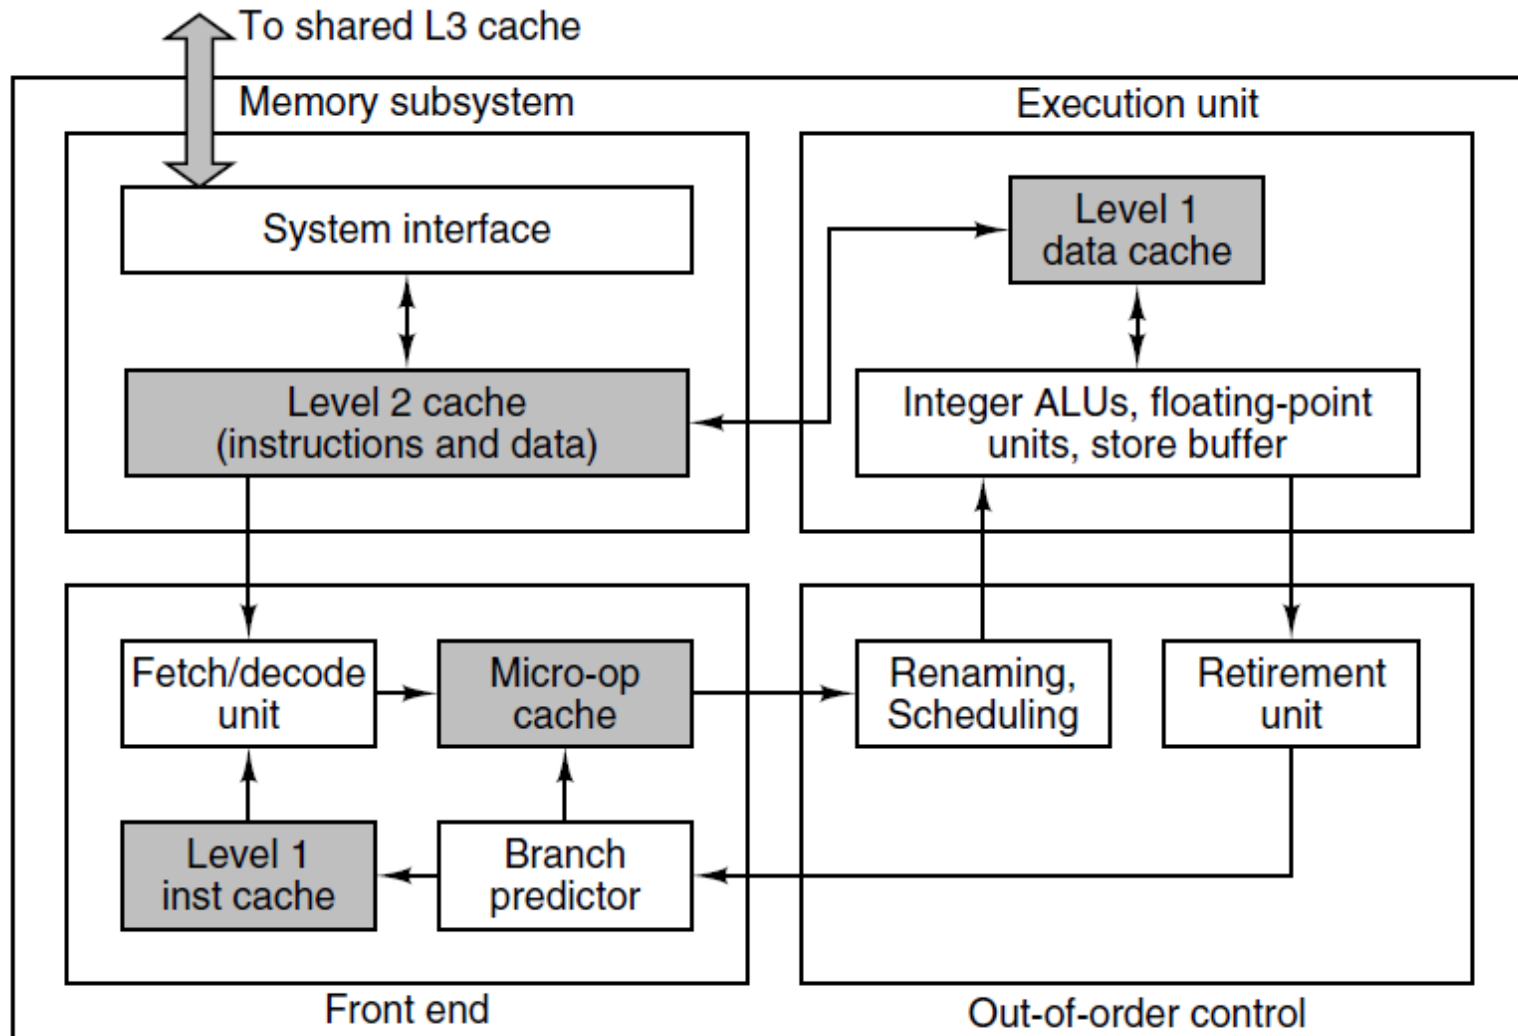 To shared L3 cache
Memory subsystem
Execution unit
System interface
Level 1
data cache
Level 2 cache
(instructions and data)
Integer ALUs, floating-point
units, store buffer
Fetch/decode
unit
Micro-op
cache
Renaming,
Scheduling
Retirement
unit
Level 1
inst cache
Branch
predictor
Front end
Out-of-order control